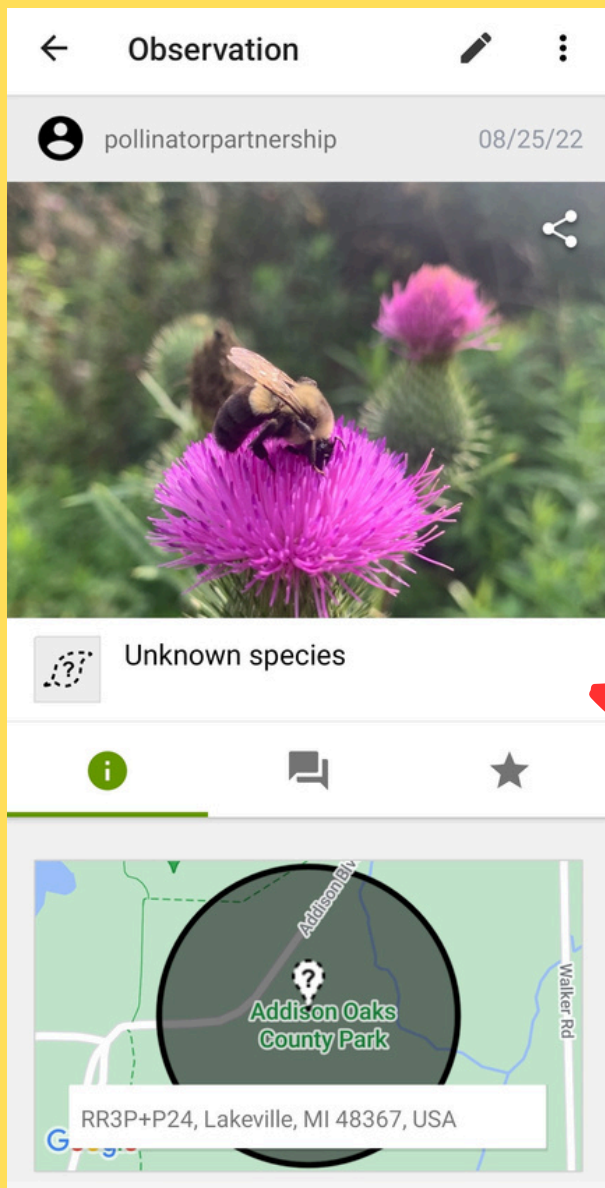 Observation
pollinatorpartnership 08/25/22
Unknown species
?
Addison Blv
?
Addison Oaks
County Park
Walker Rd
RR3P+P24, Lakeville, MI 48367, USA
Google